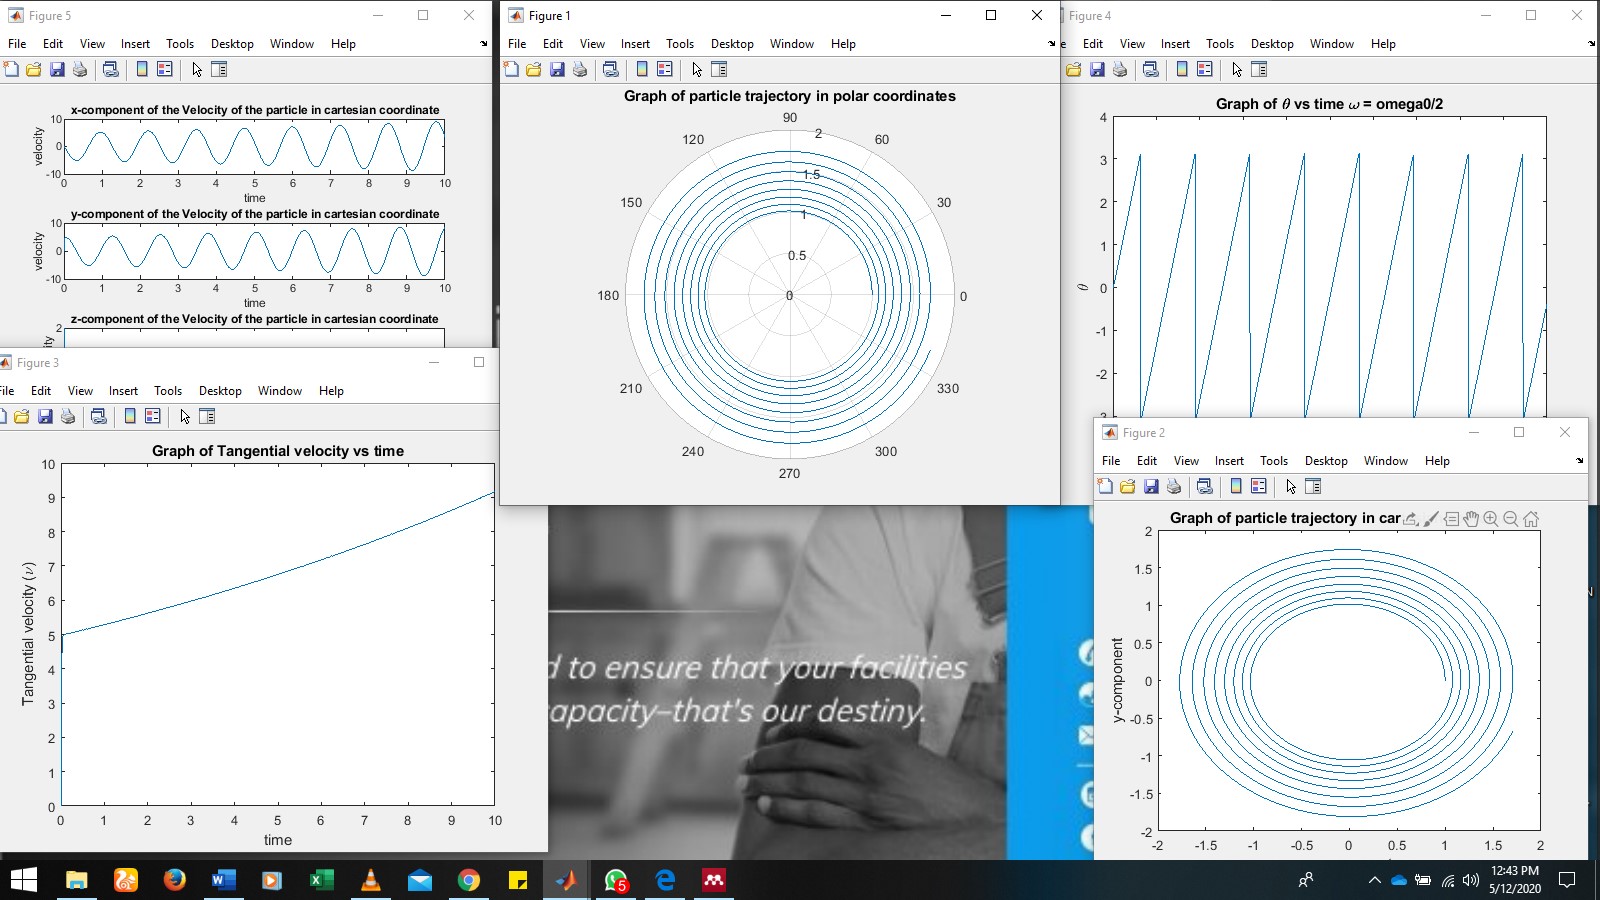 Figure 5
File Edit View Insert Tools Desktop Window Help
x-component of the Velocity of the particle in cartesian coordinate
10
0
-10
velocity
0 1 2 3 4 5 6 7 8 9 10
time
y-component of the Velocity of the particle in cartesian coordinate
10
0
-10
velocity
0 1 2 3 4 5 6 7 8 9 10
time
z-component of the Velocity of the particle in cartesian coordinate
2
Figure 1
File Edit View Insert Tools Desktop Window Help
Graph of particle trajectory in polar coordinates
90
120 2 60
1.5
150 1 30
0.5
180 0 0
210 330
240 300
270
Figure 4
Edit View Insert Tools Desktop Window Help
Graph of θ vs time ω = omega0/2
4
3
2
1
0
-1
-2
θ
Figure 3
File Edit View Insert Tools Desktop Window Help
Graph of Tangential velocity vs time
10
9
8
7
6
5
4
3
2
1
0
Tangential velocity (ν)
0 1 2 3 4 5 6 7 8 9 10
time
Figure 2
File Edit View Insert Tools Desktop Window Help
Graph of particle trajectory in car
2
1.5
1
0.5
0
-0.5
-1
-1.5
-2
y-component
-2 -1.5 -1 -0.5 0 0.5 1 1.5 2
d to ensure that your facilities
apacity–that's our destiny.
5
12:43 PM
5/12/2020